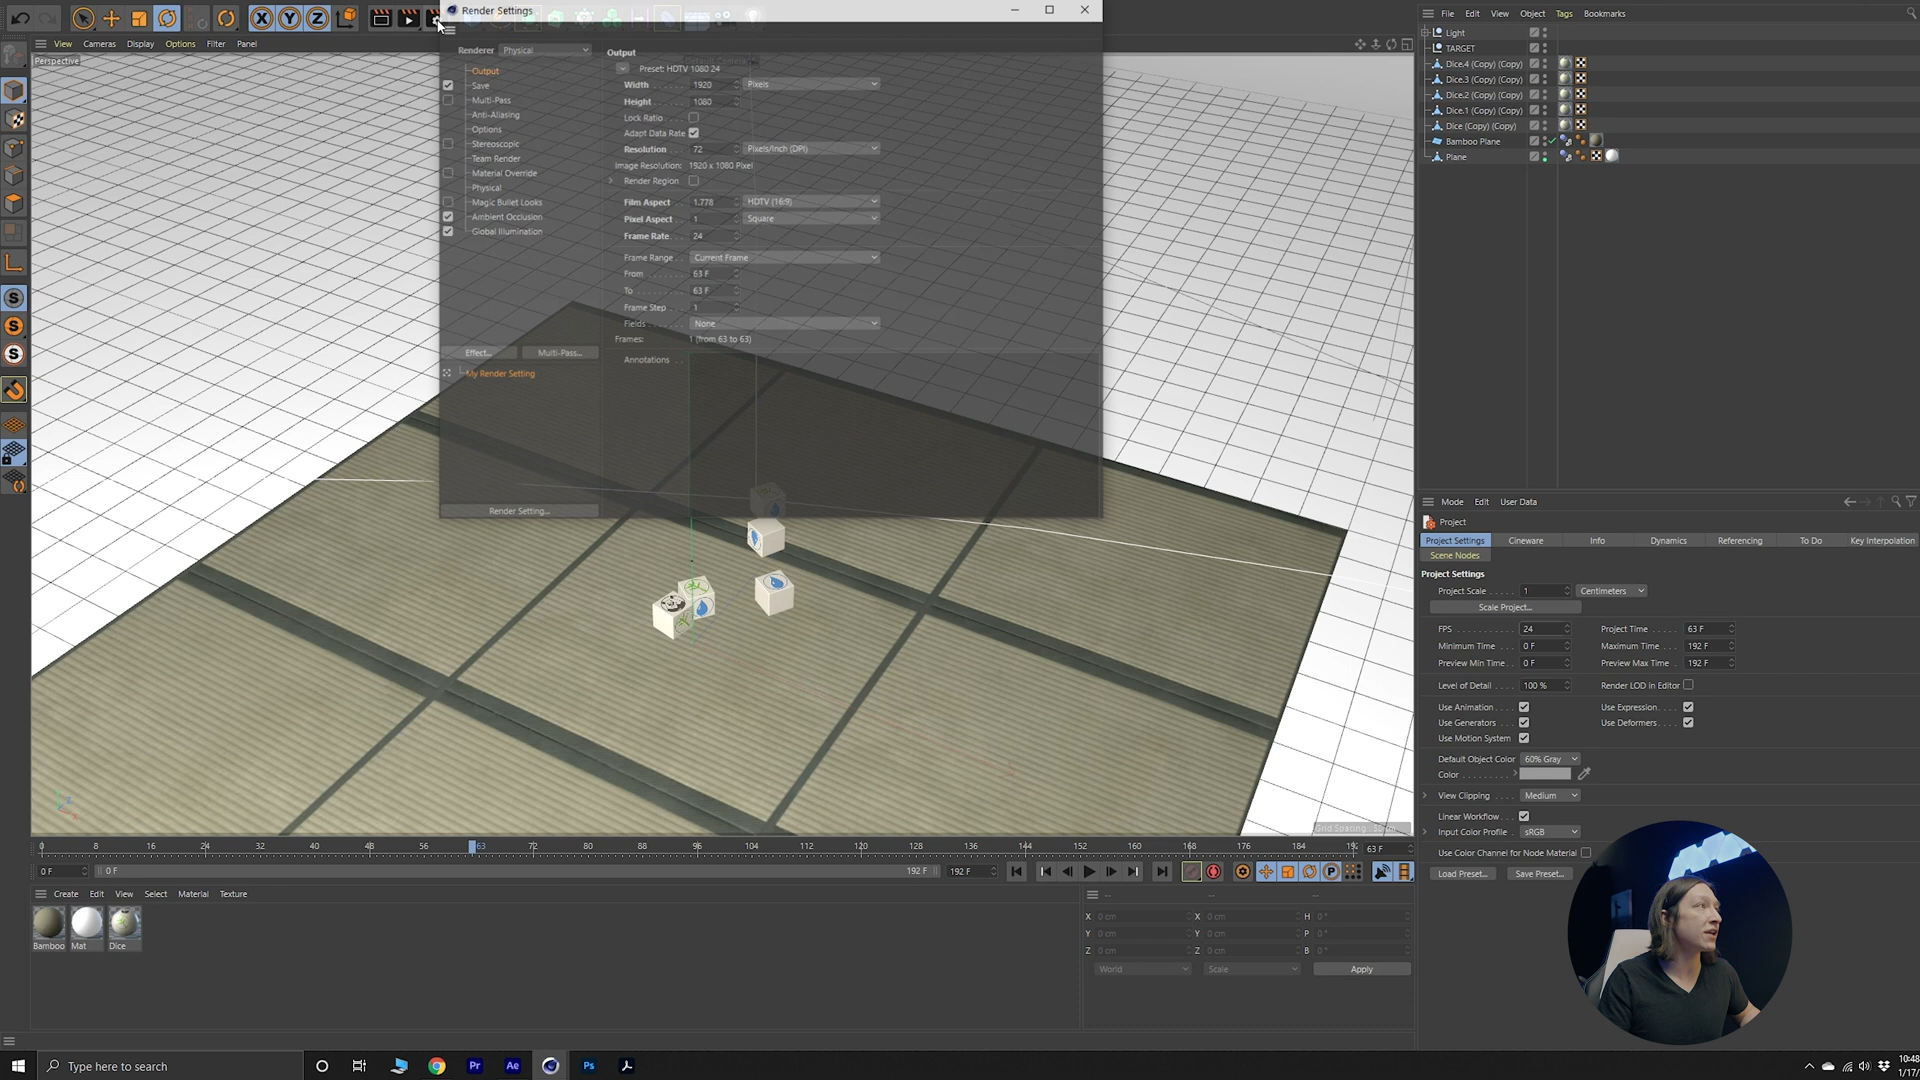 Render Settings
File Edit View Object Tags Bookmarks
View Cameras Display Options Filter Panel
Perspective
Renderer Physical
Output
Save
Multi-Pass
Anti-Aliasing
Options
Stereoscopic
Team Render
Material Override
Physical
Magic Bullet Looks
Ambient Occlusion
Global Illumination
Effect... Multi-Pass...
My Render Setting
Render Setting...
Output
Preset: HDTV 1080 24
Width 1920 Pixels
Height 1080
Lock Ratio
Adapt Data Rate
Resolution 72 Pixels/Inch (DPI)
Image Resolution: 1920 x 1080 Pixel
Render Region
Film Aspect 1.778 HDTV (16:9)
Pixel Aspect 1 Square
Frame Rate 24
Frame Range Current Frame
From 63 F
To 63 F
Frame Step 1
Fields None
Frames: 1 (from 63 to 63)
Annotations
Light
TARGET
Dice.4 (Copy) (Copy)
Dice.3 (Copy) (Copy)
Dice.2 (Copy) (Copy)
Dice.1 (Copy) (Copy)
Dice (Copy) (Copy)
Bamboo Plane
Plane
Mode Edit User Data
Project
Project Settings Cineware Info Dynamics Referencing To Do Key Interpolation
Scene Nodes
Project Settings
Project Scale 1 Centimeters
Scale Project...
FPS 24 Project Time 63 F
Minimum Time 0 F Maximum Time 192 F
Preview Min Time 0 F Preview Max Time 192 F
Level of Detail 100 % Render LOD in Editor
Use Animation Use Expression
Use Generators Use Deformers
Use Motion System
Default Object Color 60% Gray
Color
View Clipping Medium
Linear Workflow
Input Color Profile sRGB
Use Color Channel for Node Material
Load Preset... Save Preset...
0 8 16 24 32 40 48 56 63 72 80 88 96 104 112 120 128 136 144 152 160 168 176 184 192 63 F
0 F 0 F 192 F 192 F
Create Edit View Select Material Texture
Bamboo Mat Dice
X 0 cm X 0 cm H 0°
Y 0 cm Y 0 cm P 0°
Z 0 cm Z 0 cm B 0°
World Scale Apply
Type here to search
Pr Ae Ps
10:48
1/17/